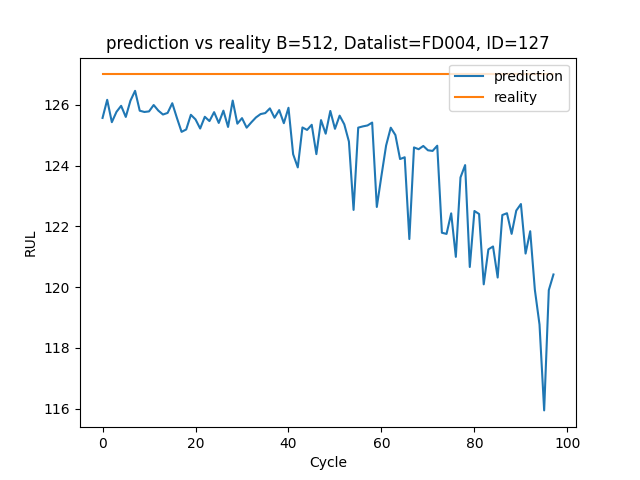 prediction vs reality B=512, Datalist=FD004, ID=127
prediction
reality
126
124
122
120
118
116
RUL
0 20 40 60 80 100
Cycle